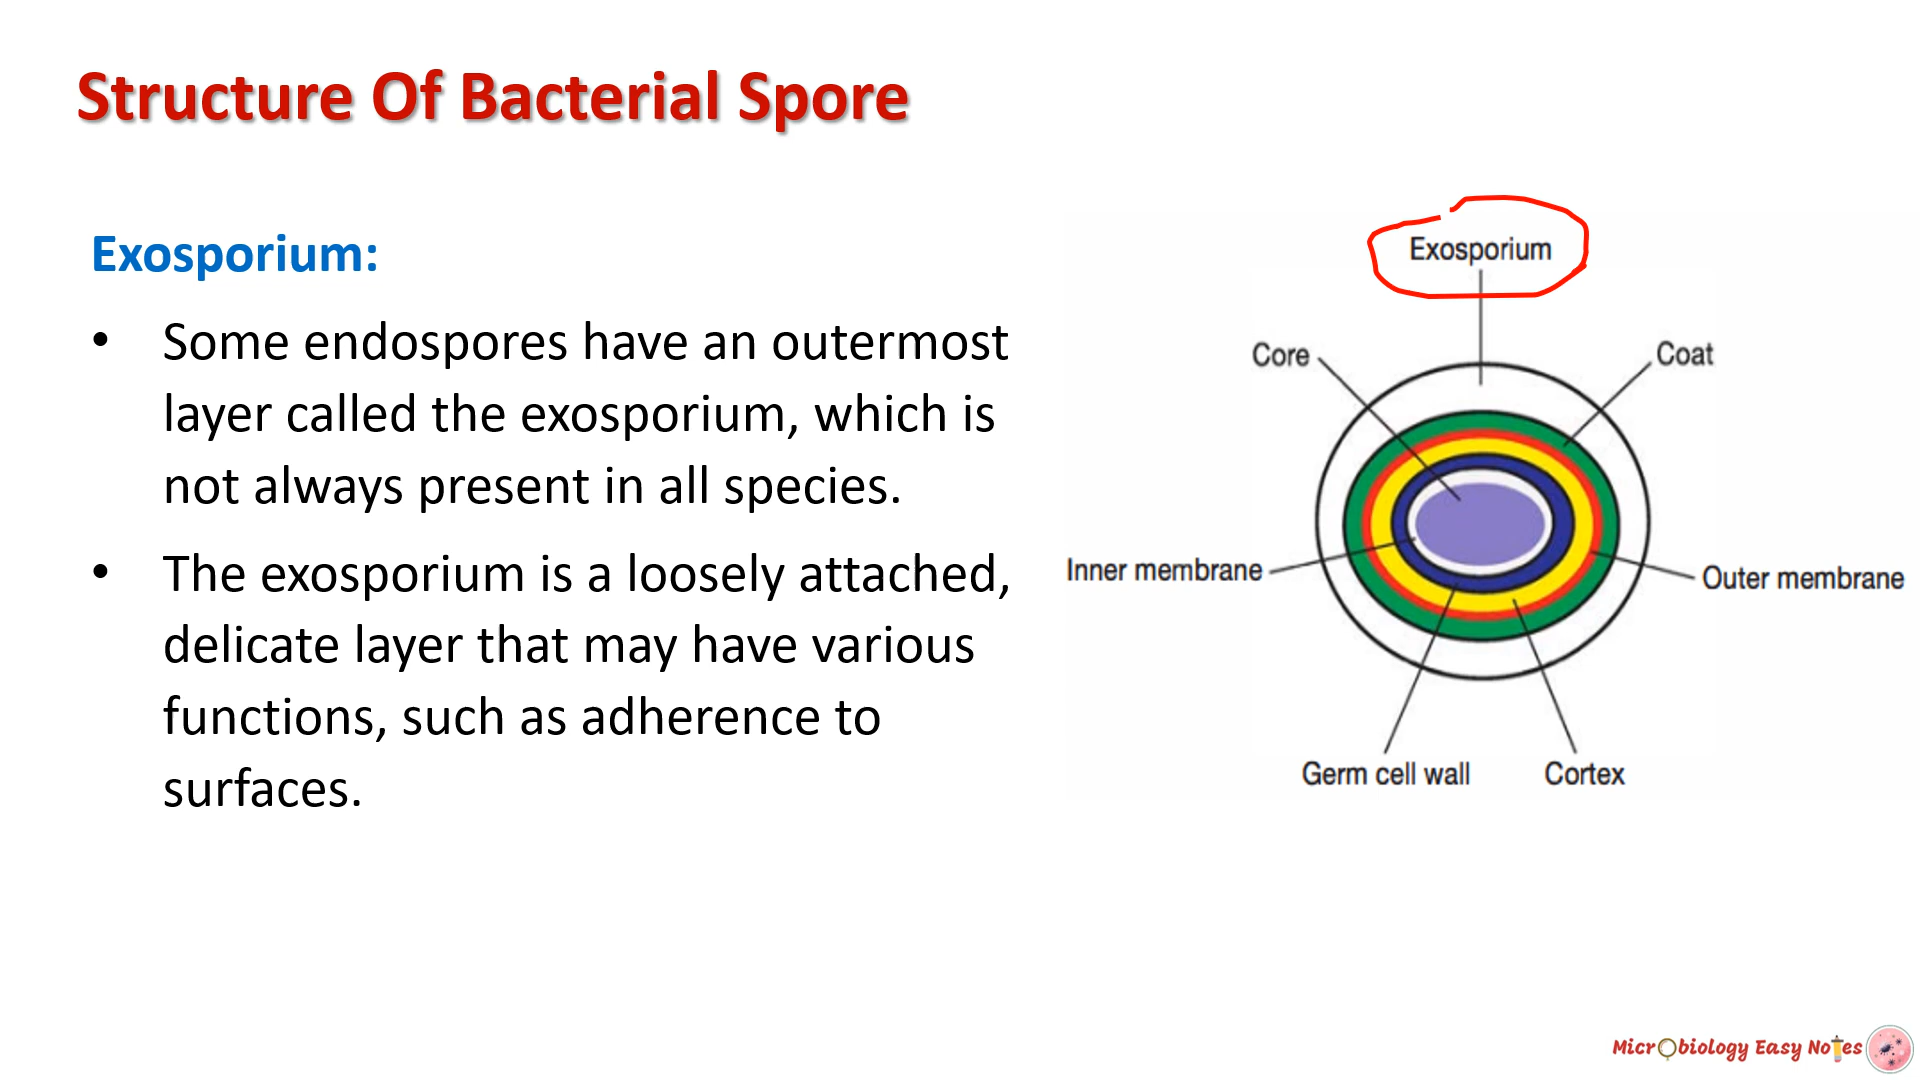 Structure Of Bacterial Spore
Exosporium:
• Some endospores have an outermost
layer called the exosporium, which is
not always present in all species.
• The exosporium is a loosely attached,
delicate layer that may have various
functions, such as adherence to
surfaces.
Exosporium
Core
Coat
Inner membrane
Outer membrane
Germ cell wall
Cortex
Microbiology Easy Notes